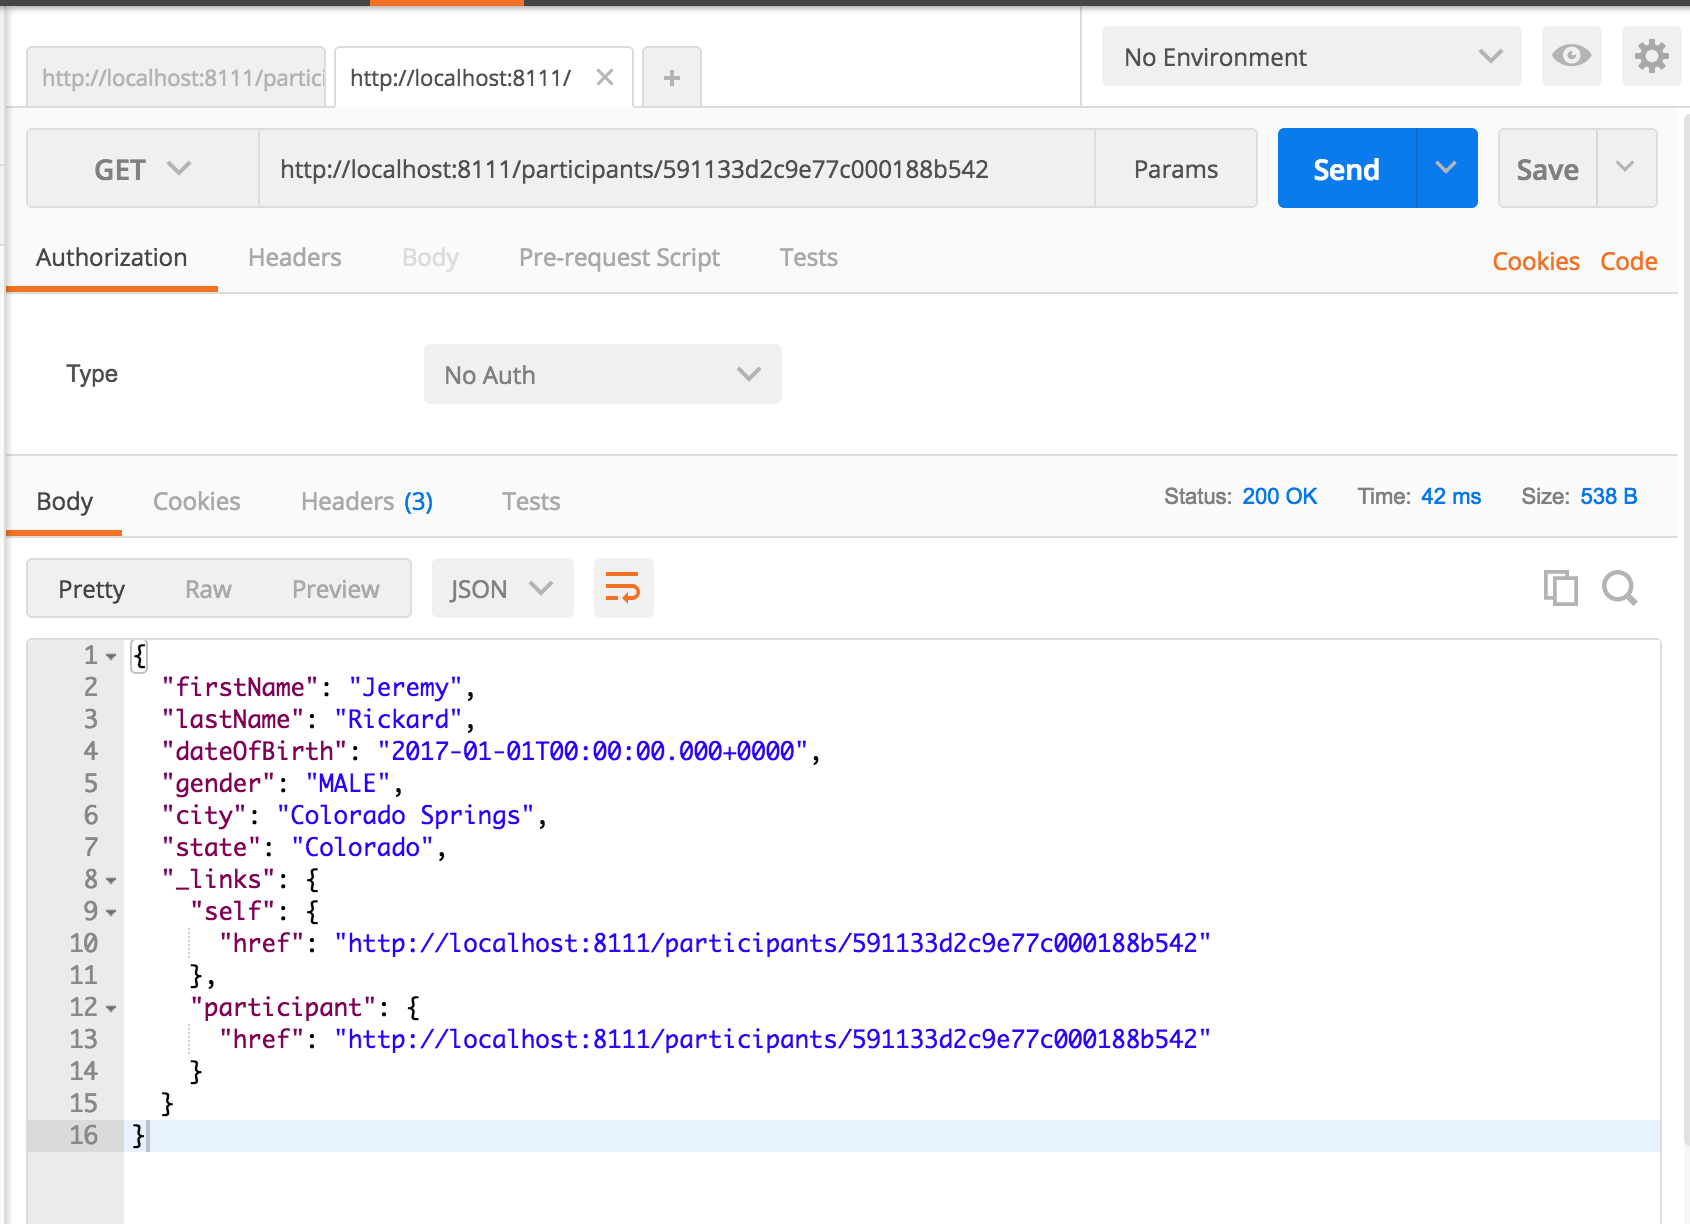 http://localhost:8111/partici
http://localhost:8111/
No Environment
GET
http://localhost:8111/participants/591133d2c9e77c000188b542
Params
Send
Save
Authorization
Headers
Body
Pre-request Script
Tests
Cookies
Code
Type
No Auth
Body
Cookies
Headers (3)
Tests
Status: 200 OK
Time: 42 ms
Size: 538 B
Pretty
Raw
Preview
JSON
1 {
2 "firstName": "Jeremy",
3 "lastName": "Rickard",
4 "dateOfBirth": "2017-01-01T00:00:00.000+0000",
5 "gender": "MALE",
6 "city": "Colorado Springs",
7 "state": "Colorado",
8 "_links": {
9 "self": {
10 "href": "http://localhost:8111/participants/591133d2c9e77c000188b542"
11 },
12 "participant": {
13 "href": "http://localhost:8111/participants/591133d2c9e77c000188b542"
14 }
15 }
16 }